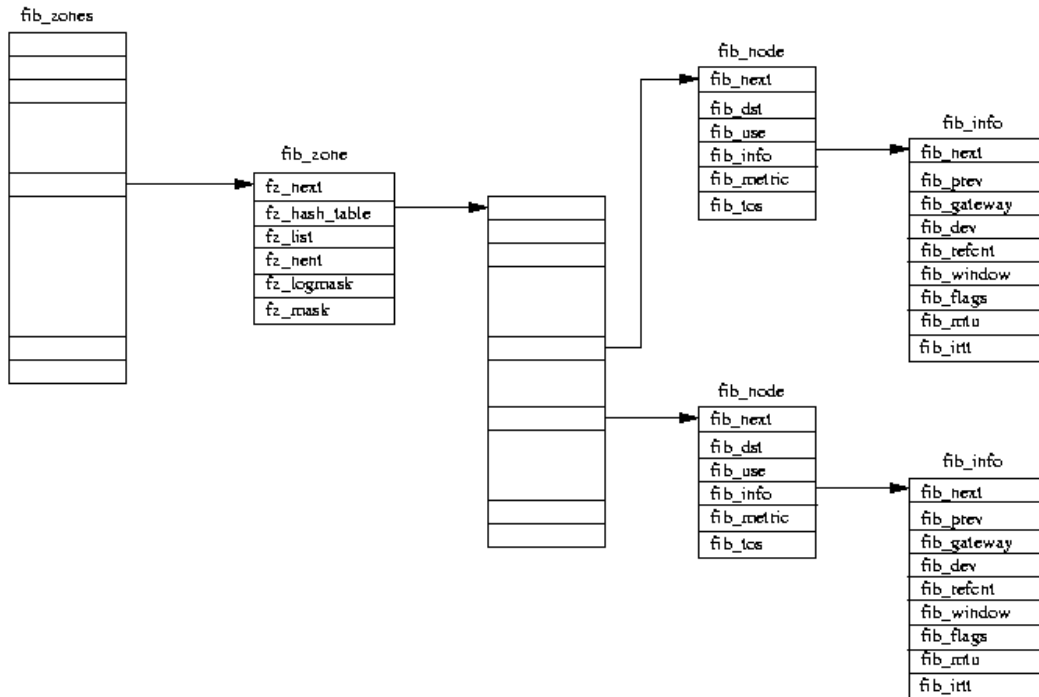 fib_zones
fib_zone
fz_next
fz_hash_table
fz_list
fz_nent
fz_logmask
fz_mask
fib_node
fib_next
fib_dst
fib_use
fib_info
fib_metric
fib_tos
fib_info
fib_next
fib_prev
fib_gateway
fib_dev
fib_refcnt
fib_window
fib_flags
fib_mtu
fib_irtt
fib_node
fib_next
fib_dst
fib_use
fib_info
fib_metric
fib_tos
fib_info
fib_next
fib_prev
fib_gateway
fib_dev
fib_refcnt
fib_window
fib_flags
fib_mtu
fib_irtt